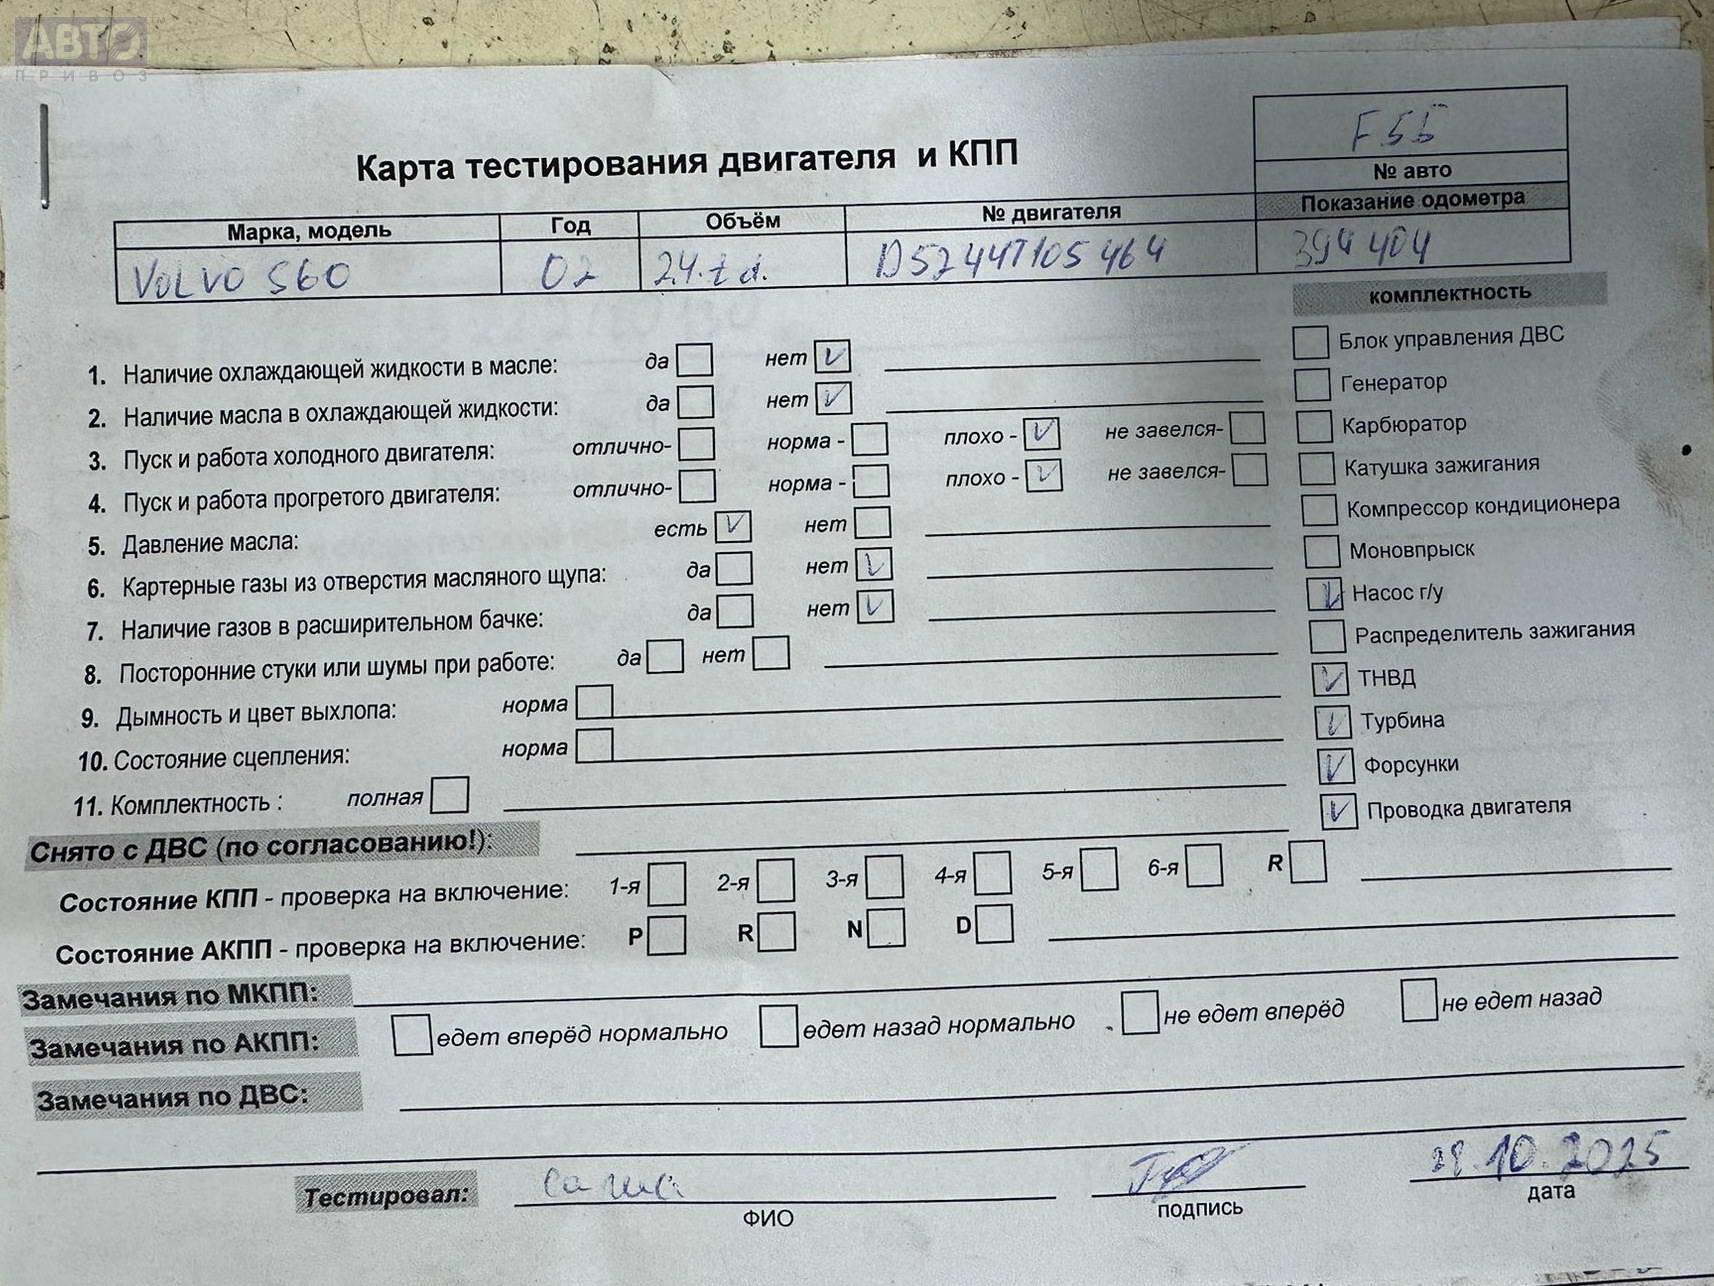 АВТО
ПРИВОЗ
F55
№ авто
Карта тестирования двигателя и КПП
Марка, модель Год Объём № двигателя Показание одометра
VOLVO S60 02 2.4.t.d. D5244T105464 394404
комплектность
1. Наличие охлаждающей жидкости в масле: да нет V
2. Наличие масла в охлаждающей жидкости: да нет V
3. Пуск и работа холодного двигателя: отлично- норма - плохо - V не завелся-
4. Пуск и работа прогретого двигателя: отлично- норма - плохо - V не завелся-
5. Давление масла: есть V нет
6. Картерные газы из отверстия масляного щупа: да нет V
7. Наличие газов в расширительном бачке: да нет V
8. Посторонние стуки или шумы при работе: да нет
9. Дымность и цвет выхлопа: норма
10. Состояние сцепления: норма
11. Комплектность : полная
Блок управления ДВС
Генератор
Карбюратор
Катушка зажигания
Компрессор кондиционера
Моновпрыск
V Насос г/у
Распределитель зажигания
V ТНВД
V Турбина
V Форсунки
V Проводка двигателя
Снято с ДВС (по согласованию!):
Состояние КПП - проверка на включение: 1-я 2-я 3-я 4-я 5-я 6-я R
Состояние АКПП - проверка на включение: P R N D
Замечания по МКПП:
Замечания по АКПП: едет вперёд нормально едет назад нормально не едет вперёд не едет назад
Замечания по ДВС:
Тестировал: 29.10.2025
ФИО подпись дата